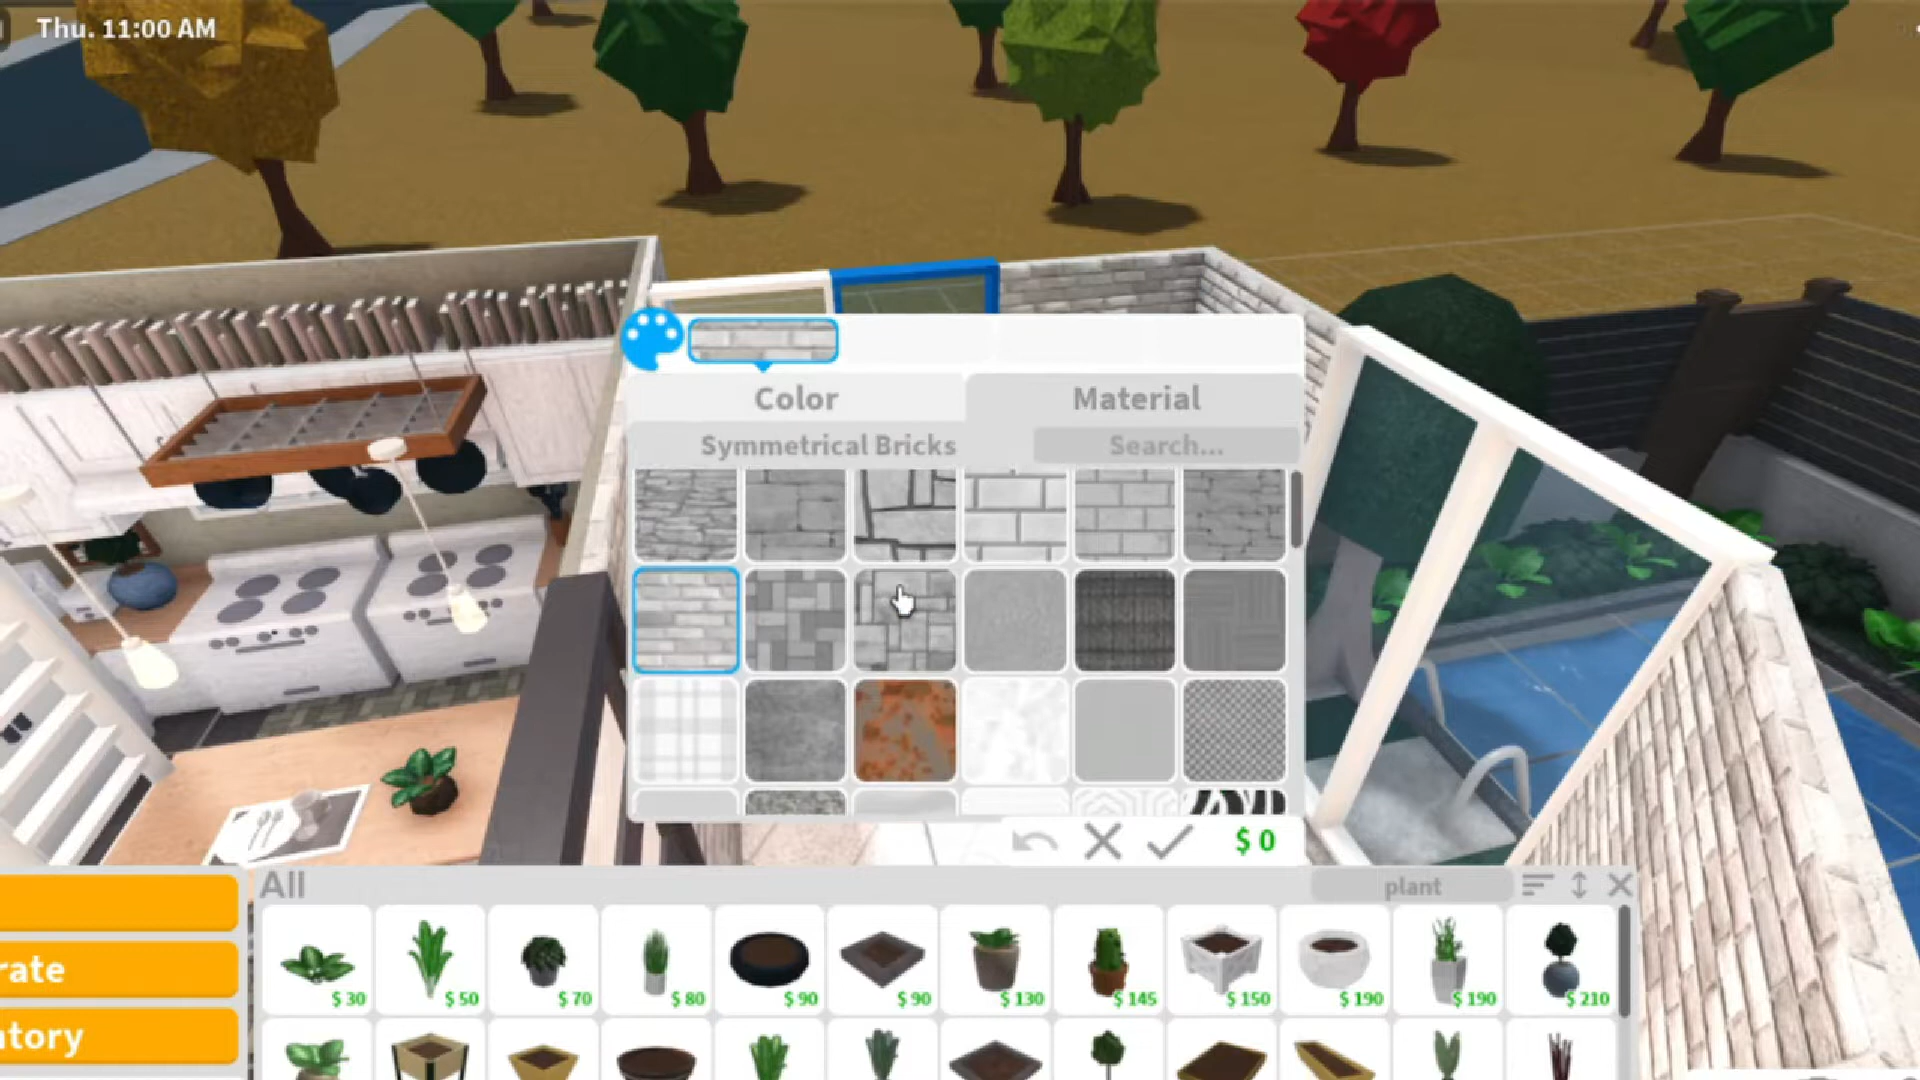 Thu. 11:00 AM
Color
Material
Symmetrical Bricks
Search...
$ 0
All
plant
rate
$ 30
$ 50
$ 70
$ 80
$ 90
$ 90
$ 130
$ 145
$ 150
$ 190
$ 190
$ 210
ntory